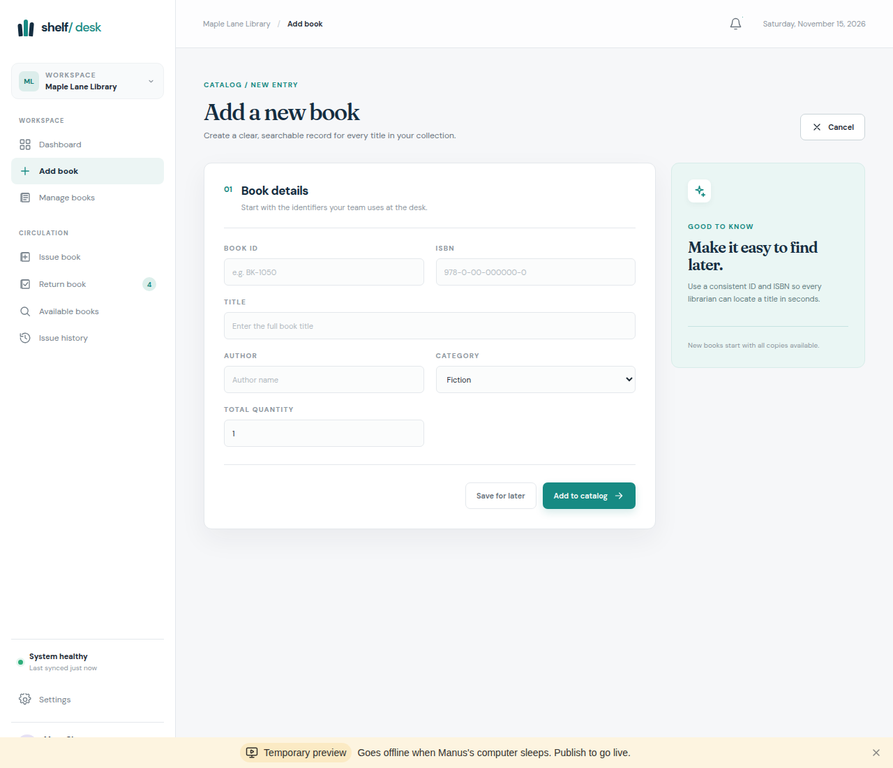 shelf/ desk
ML
WORKSPACE
Maple Lane Library
WORKSPACE
Dashboard
Add book
Manage books
CIRCULATION
Issue book
Return book
4
Available books
Issue history
System healthy
Last synced just now
Settings
Maple Lane Library / Add book
Saturday, November 15, 2026
CATALOG / NEW ENTRY
Add a new book
Create a clear, searchable record for every title in your collection.
Cancel
01
Book details
Start with the identifiers your team uses at the desk.
BOOK ID
ISBN
e.g. BK-1050
978-0-00-000000-0
TITLE
Enter the full book title
AUTHOR
CATEGORY
Author name
Fiction
TOTAL QUANTITY
1
Save for later
Add to catalog
GOOD TO KNOW
Make it easy to find
later.
Use a consistent ID and ISBN so every
librarian can locate a title in seconds.
New books start with all copies available.
Temporary preview
Goes offline when Manus's computer sleeps. Publish to go live.